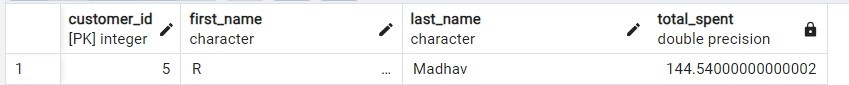 customer_id first_name last_name total_spent
[PK] integer character character double precision
1 5 R ... Madhav 144.54000000000002